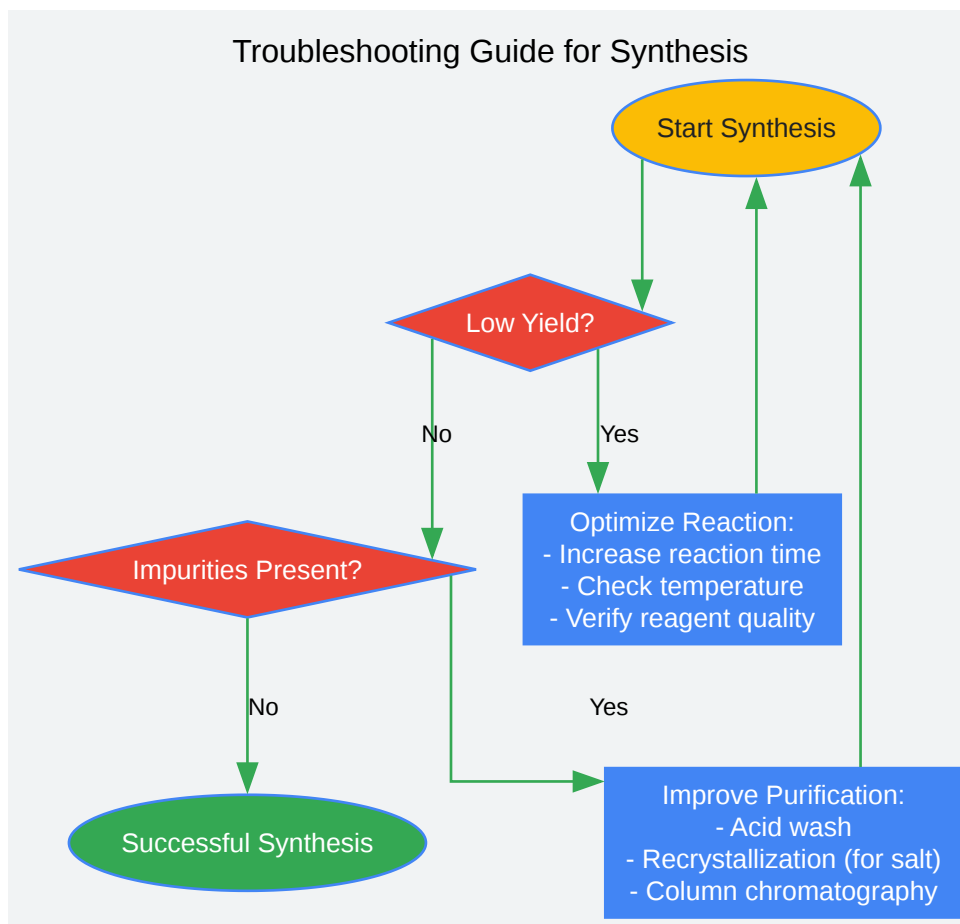 Troubleshooting Guide for Synthesis
Start Synthesis
Low Yield?
No
Yes
Optimize Reaction:
- Increase reaction time
- Check temperature
- Verify reagent quality
Impurities Present?
No
Yes
Successful Synthesis
Improve Purification:
- Acid wash
- Recrystallization (for salt)
- Column chromatography